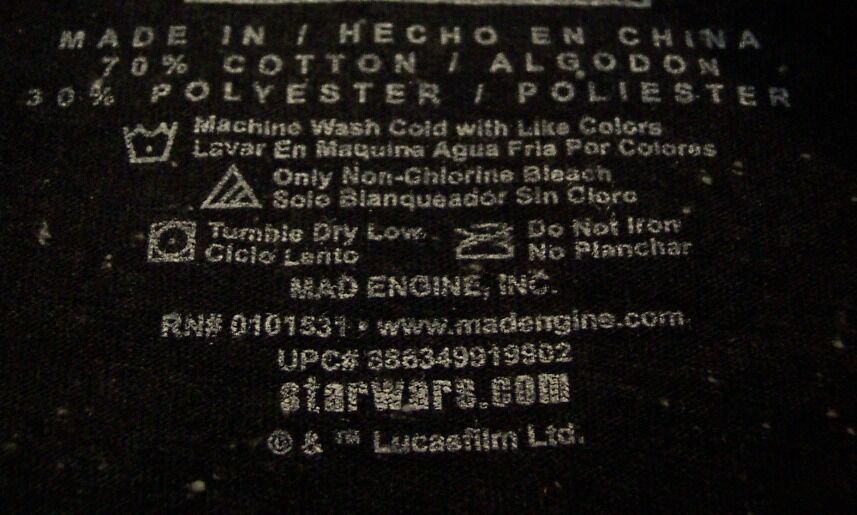 MADE IN / HECHO EN CHINA
70% COTTON / ALGODON
30% POLYESTER / POLIESTER
Machine Wash Cold with Like Colors
Lavar En Maquina Agua Fria Por Colores
Only Non-Chlorine Bleach
Solo Blanqueador Sin Cloro
Tumble Dry Low
Ciclo Lento
Do Not Iron
No Planchar
MAD ENGINE, INC.
RN# 0101531 • www.madengine.com
UPC# 886349919902
starwars.com
© & ™ Lucasfilm Ltd.